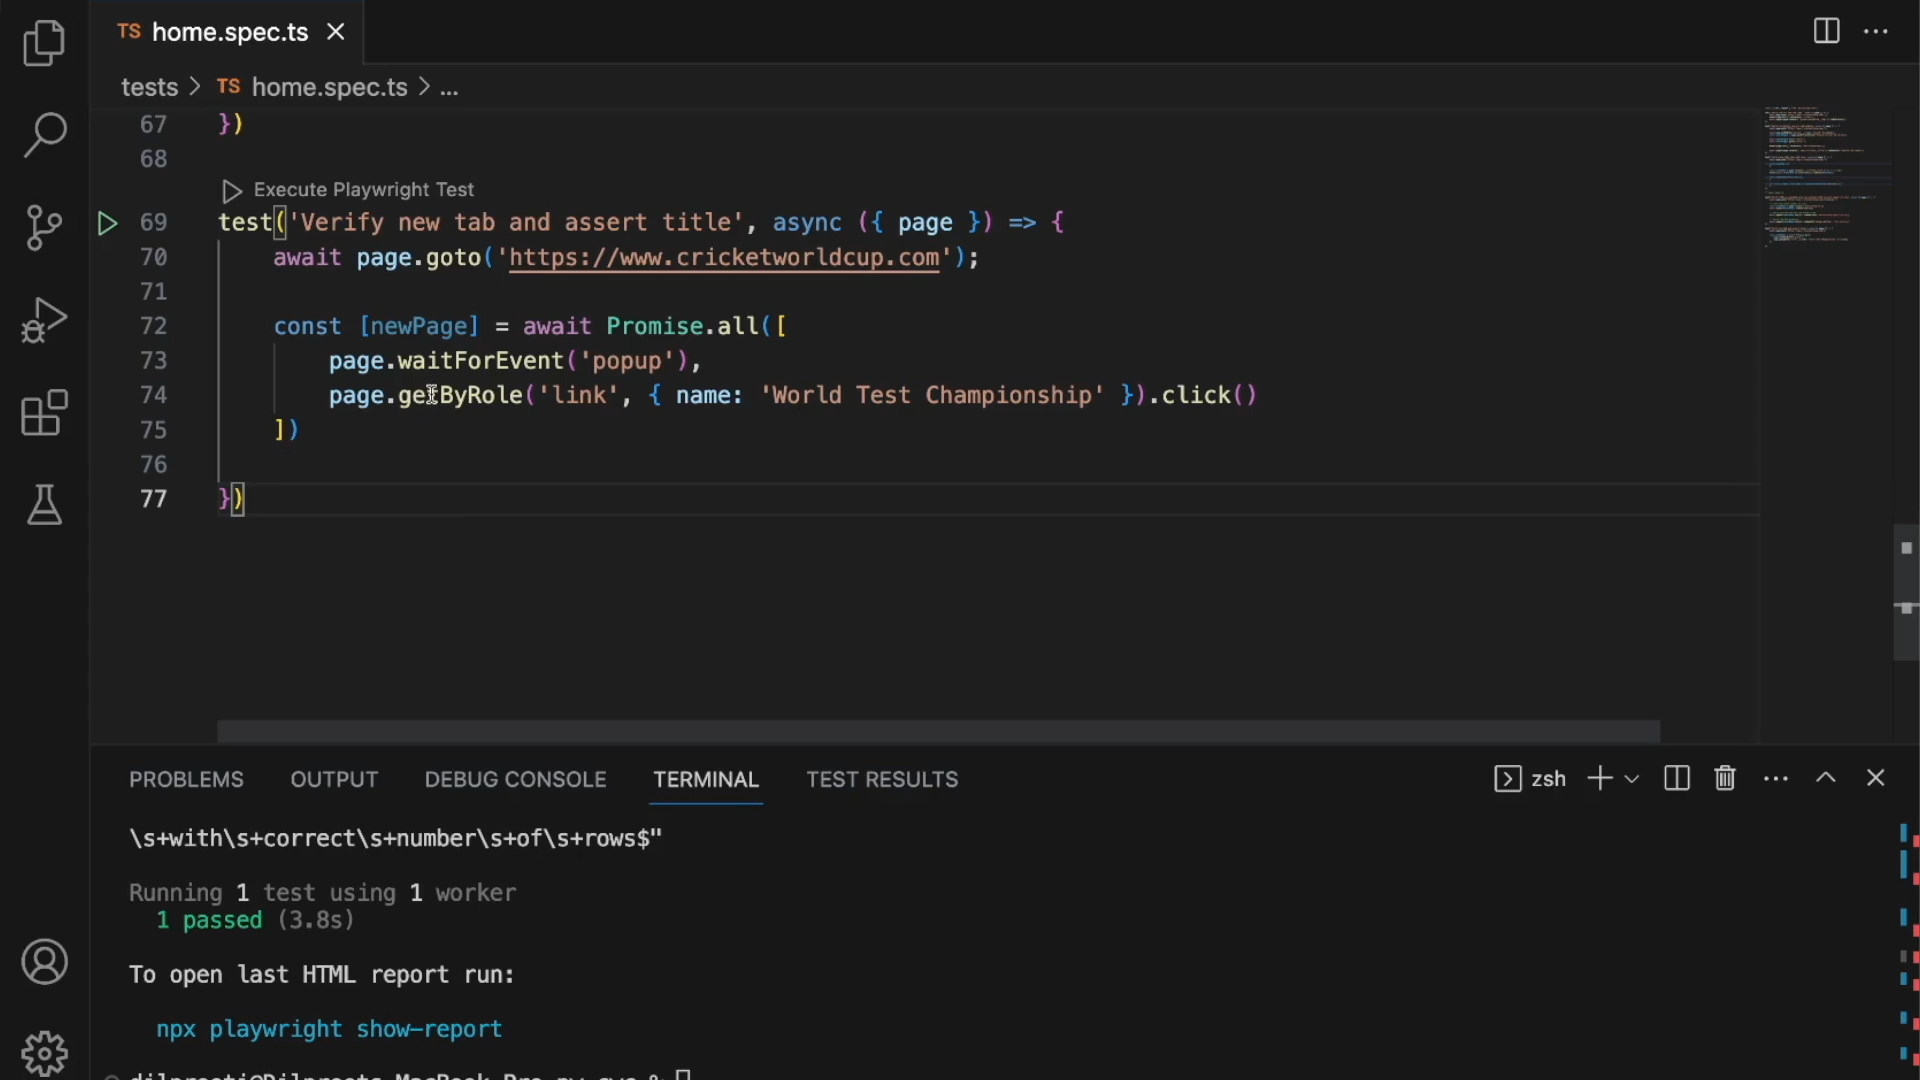 TS home.spec.ts
tests > TS home.spec.ts > ...
67 })
68
Execute Playwright Test
69 test('Verify new tab and assert title', async ({ page }) => {
70 await page.goto('https://www.cricketworldcup.com');
71
72 const [newPage] = await Promise.all([
73 page.waitForEvent('popup'),
74 page.getByRole('link', { name: 'World Test Championship' }).click()
75 ])
76
77 })
PROBLEMS OUTPUT DEBUG CONSOLE TERMINAL TEST RESULTS zsh
\s+with\s+correct\s+number\s+of\s+rows$"
Running 1 test using 1 worker
1 passed (3.8s)
To open last HTML report run:
npx playwright show-report